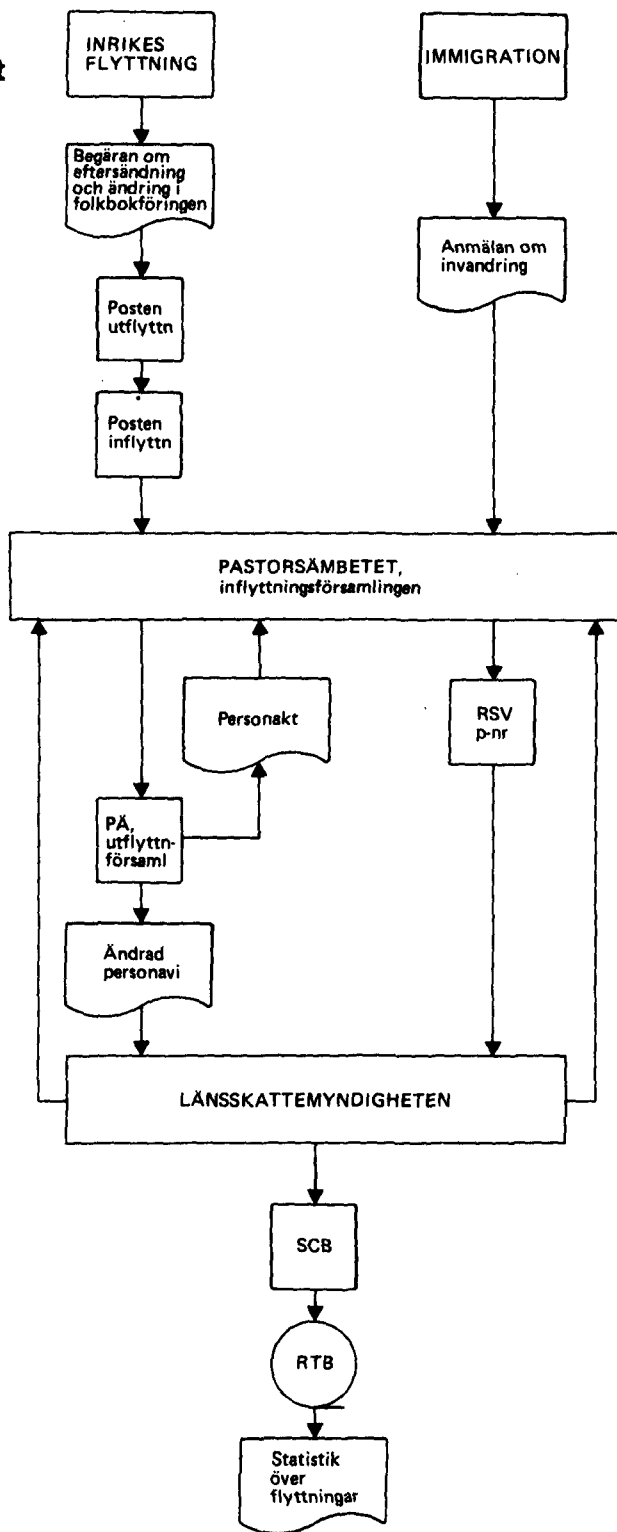 t
INRIKES
FLYTTNING
IMMIGRATION
Begäran om
eftersändning
och ändring i
folkbokföringen
Anmälan om
invandring
Posten
utflyttn
Posten
inflyttn
PASTORSÄMBETET,
inflyttningsförsamlingen
Personakt
RSV
p-nr
PÄ,
utflyttn-
församl
Ändrad
personavi
LÄNSSKATTEMYNDIGHETEN
SCB
RTB
Statistik
över
flyttningar